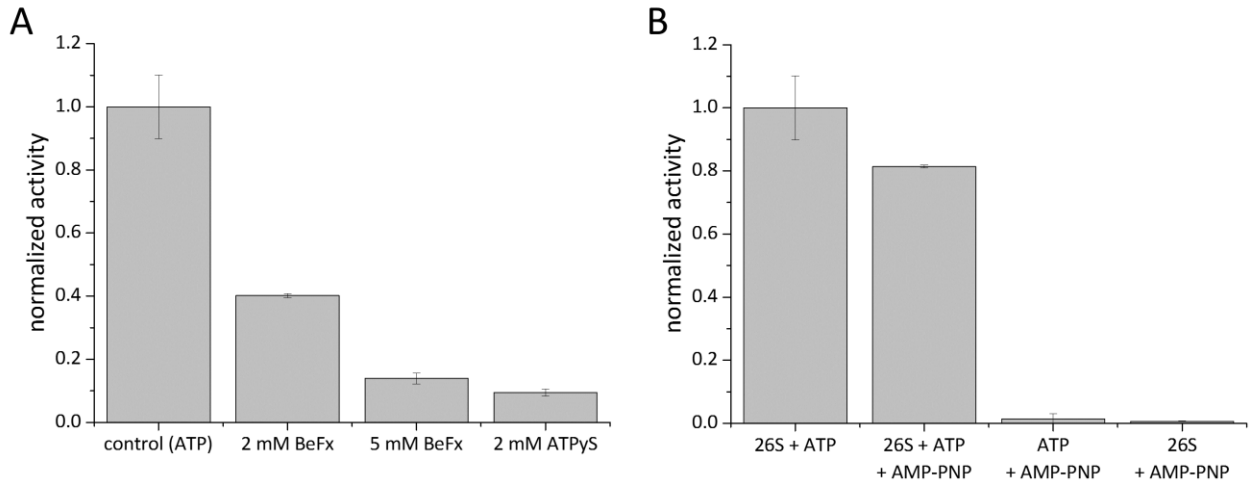 A
normalized activity
1.2
1.0
0.8
0.6
0.4
0.2
0.0
control (ATP)
2 mM BeFx
5 mM BeFx
2 mM ATPyS
B
normalized activity
1.2
1.0
0.8
0.6
0.4
0.2
0.0
26S + ATP
26S + ATP
+ AMP-PNP
ATP
+ AMP-PNP
26S
+ AMP-PNP